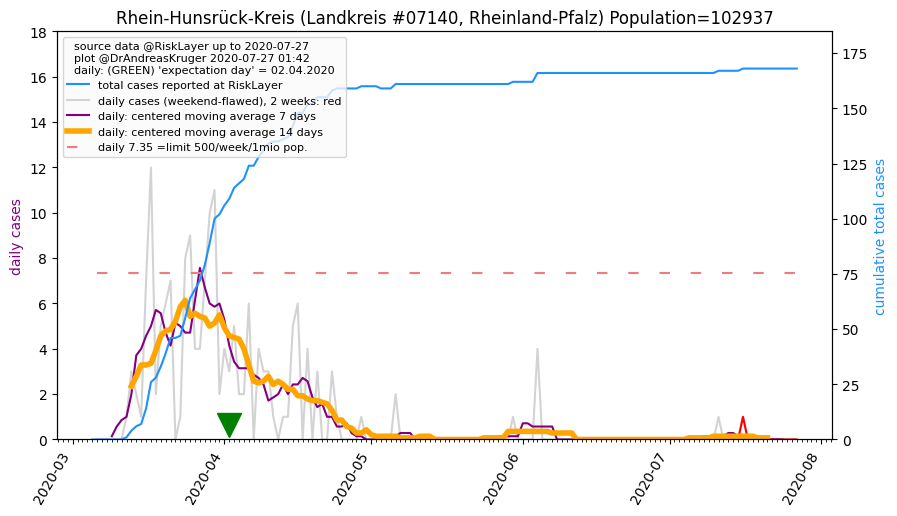 Rhein-Hunsrück-Kreis (Landkreis #07140, Rheinland-Pfalz) Population=102937
source data @RiskLayer up to 2020-07-27
plot @DrAndreasKruger 2020-07-27 01:42
daily: (GREEN) 'expectation day' = 02.04.2020
total cases reported at RiskLayer
daily cases (weekend-flawed), 2 weeks: red
daily: centered moving average 7 days
daily: centered moving average 14 days
daily 7.35 =limit 500/week/1mio pop.
daily cases
18
16
14
12
10
8
6
4
2
0
cumulative total cases
175
150
125
100
75
50
25
0
2020-03
2020-04
2020-05
2020-06
2020-07
2020-08